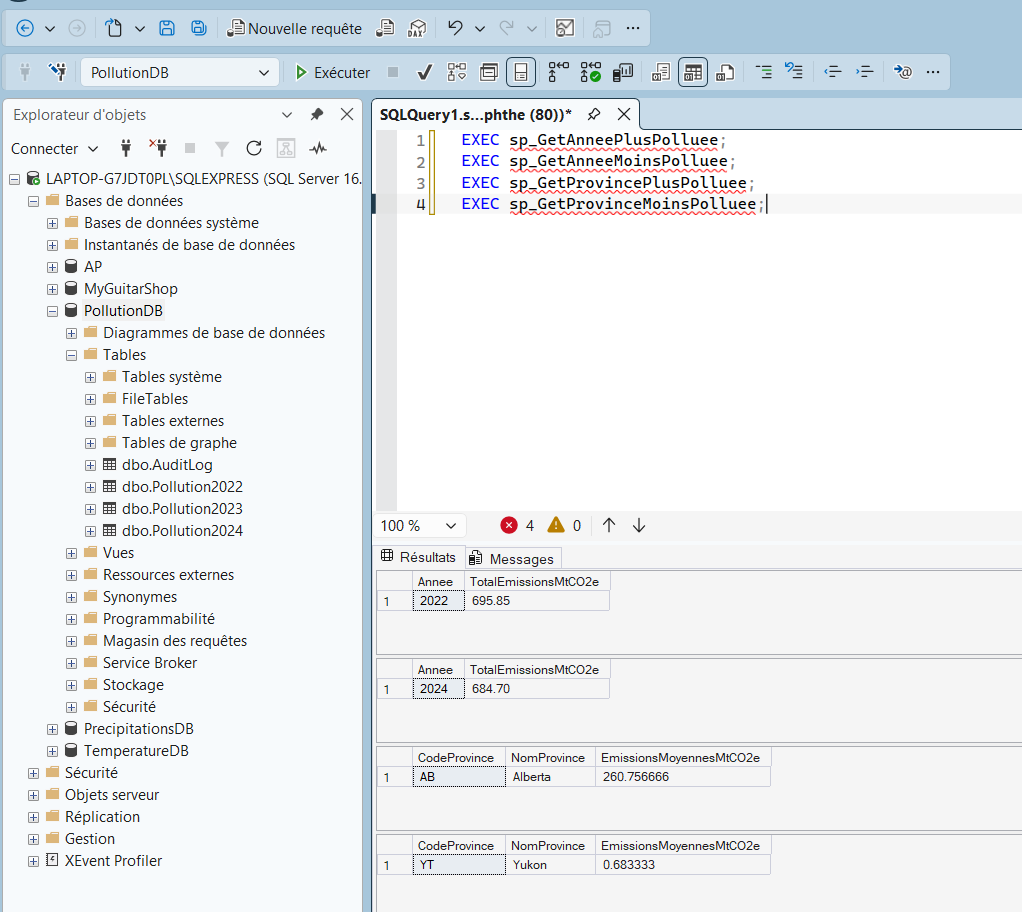 Nouvelle requête
DAX
PollutionDB
Exécuter
Explorateur d'objets
Connecter
LAPTOP-G7JDT0PL\SQLEXPRESS (SQL Server 16.
Bases de données
Bases de données système
Instantanés de base de données
AP
MyGuitarShop
PollutionDB
Diagrammes de base de données
Tables
Tables système
FileTables
Tables externes
Tables de graphe
dbo.AuditLog
dbo.Pollution2022
dbo.Pollution2023
dbo.Pollution2024
Vues
Ressources externes
Synonymes
Programmabilité
Magasin des requêtes
Service Broker
Stockage
Sécurité
PrecipitationsDB
TemperatureDB
Sécurité
Objets serveur
Réplication
Gestion
XEvent Profiler
SQLQuery1.s...phthe (80))*
1 EXEC sp_GetAnneePlusPolluee;
2 EXEC sp_GetAnneeMoinsPolluee;
3 EXEC sp_GetProvincePlusPolluee;
4 EXEC sp_GetProvinceMoinsPolluee;
100 % 4 0
Résultats Messages
Annee TotalEmissionsMtCO2e
1 2022 695.85
Annee TotalEmissionsMtCO2e
1 2024 684.70
CodeProvince NomProvince EmissionsMoyennesMtCO2e
1 AB Alberta 260.756666
CodeProvince NomProvince EmissionsMoyennesMtCO2e
1 YT Yukon 0.683333